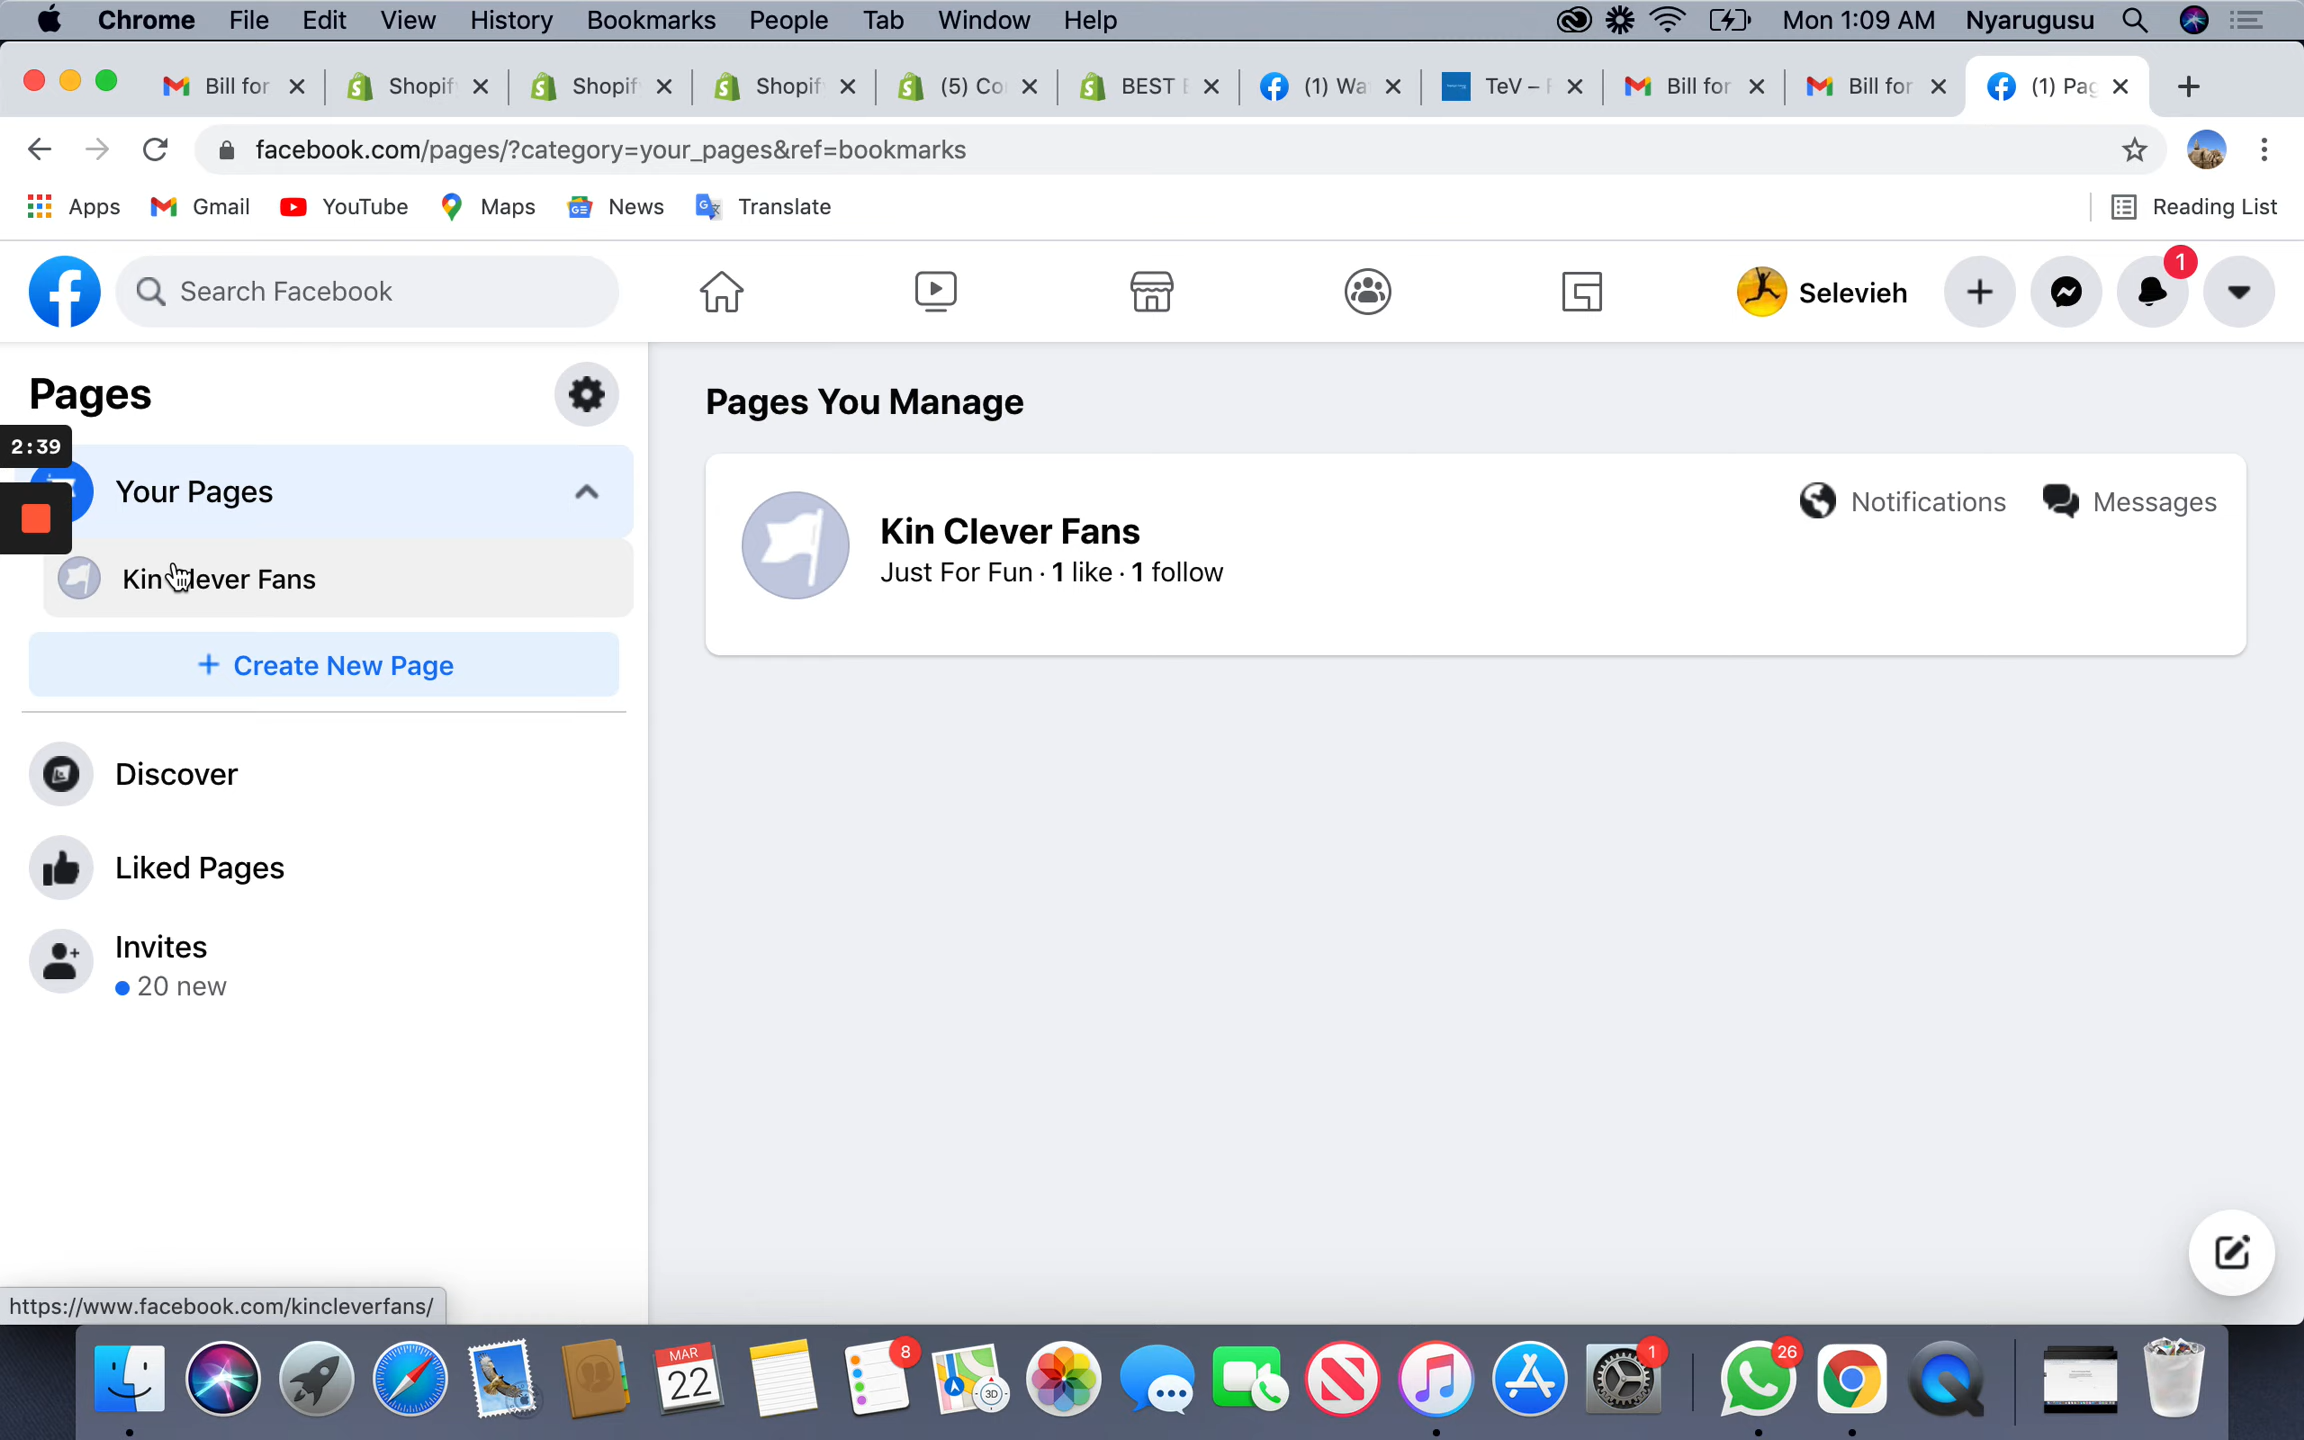 Chrome File Edit View History Bookmarks People Tab Window Help Mon 1:09 AM Nyarugusu
Bill for Shopif Shopif Shopif (5) Co BEST (1) Wa TeV – Bill for Bill for (1) Pag
facebook.com/pages/?category=your_pages&ref=bookmarks
Apps Gmail YouTube Maps News Translate Reading List
Search Facebook Selevieh 1
Pages
Pages You Manage
2:39
Your Pages
Kin Clever Fans
Just For Fun · 1 like · 1 follow
Notifications Messages
Kin Clever Fans
+ Create New Page
Discover
Liked Pages
Invites
20 new
https://www.facebook.com/kincleverfans/
MAR
22
8
3D
1
26